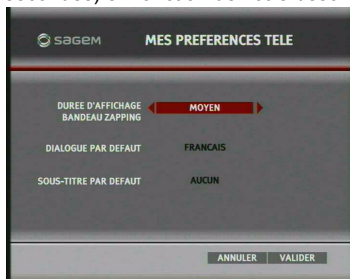 SAGEM
MES PREFERENCES TELE
DUREE D'AFFICHAGE
BANDEAU ZAPPING
MOYEN
DIALOGUE PAR DEFAUT
FRANCAIS
SOUS-TITRE PAR DEFAUT
AUCUN
ANNULER
VALIDER